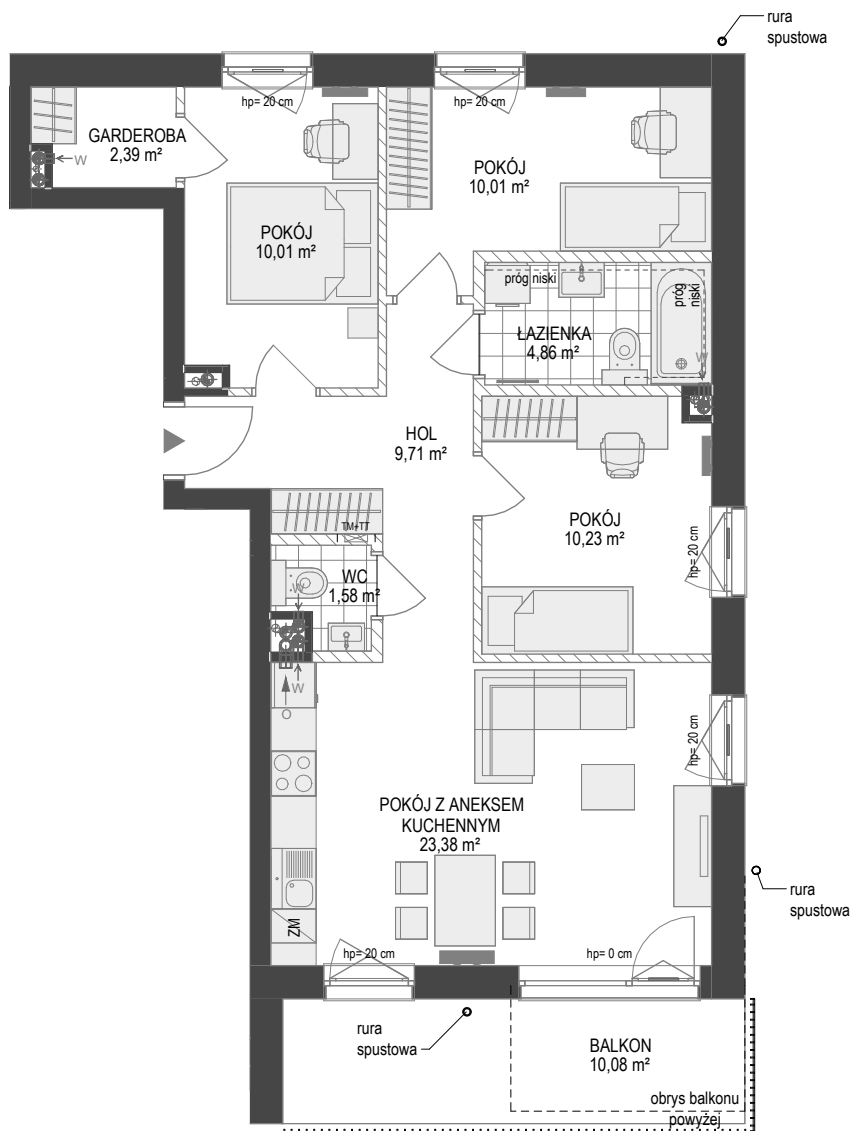 rura
spustowa
hp= 20 cm
hp= 20 cm
GARDEROBA
2,39 m²
W
POKÓJ
10,01 m²
POKÓJ
10,01 m²
próg niski
próg
niski
ŁAZIENKA
4,86 m²
W
HOL
9,71 m²
POKÓJ
10,23 m²
hp= 20 cm
TM+TT
WC
1,58 m²
W
W
hp= 20 cm
POKÓJ Z ANEKSEM
KUCHENNYM
23,38 m²
ZM
rura
spustowa
hp= 20 cm
hp= 0 cm
rura
spustowa
BALKON
10,08 m²
obrys balkonu
powyżej